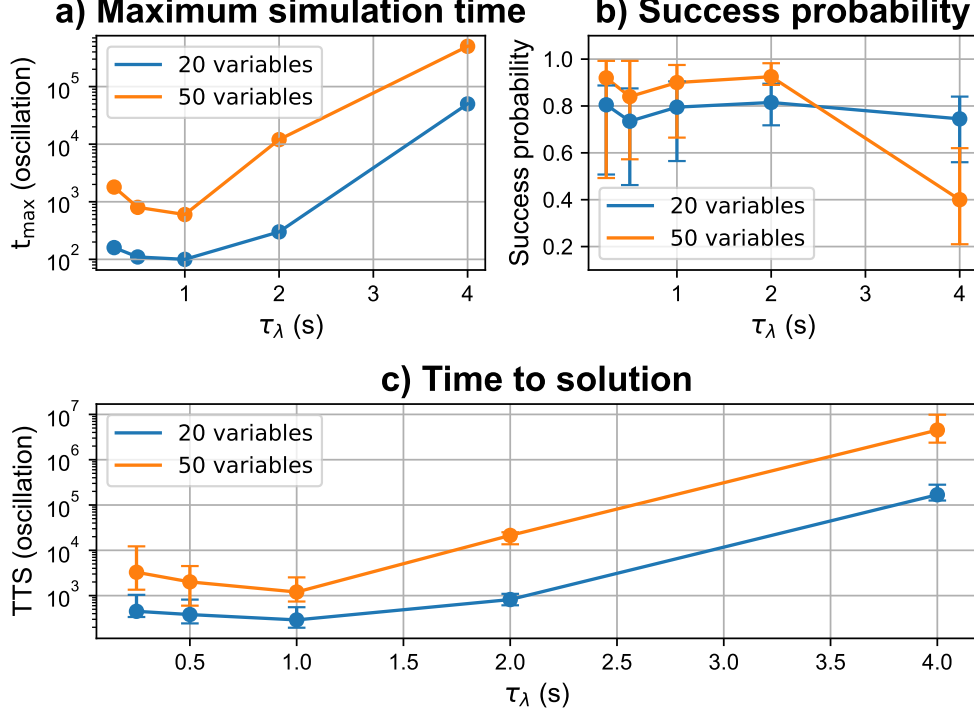 a) Maximum simulation time
b) Success probability
t_max (oscillation)
10^5
10^4
10^3
10^2
20 variables
50 variables
1
2
3
4
τ_λ (s)
Success probability
1.0
0.8
0.6
0.4
0.2
20 variables
50 variables
1
2
3
4
τ_λ (s)
c) Time to solution
TTS (oscillation)
10^7
10^6
10^5
10^4
10^3
20 variables
50 variables
0.5
1.0
1.5
2.0
2.5
3.0
3.5
4.0
τ_λ (s)